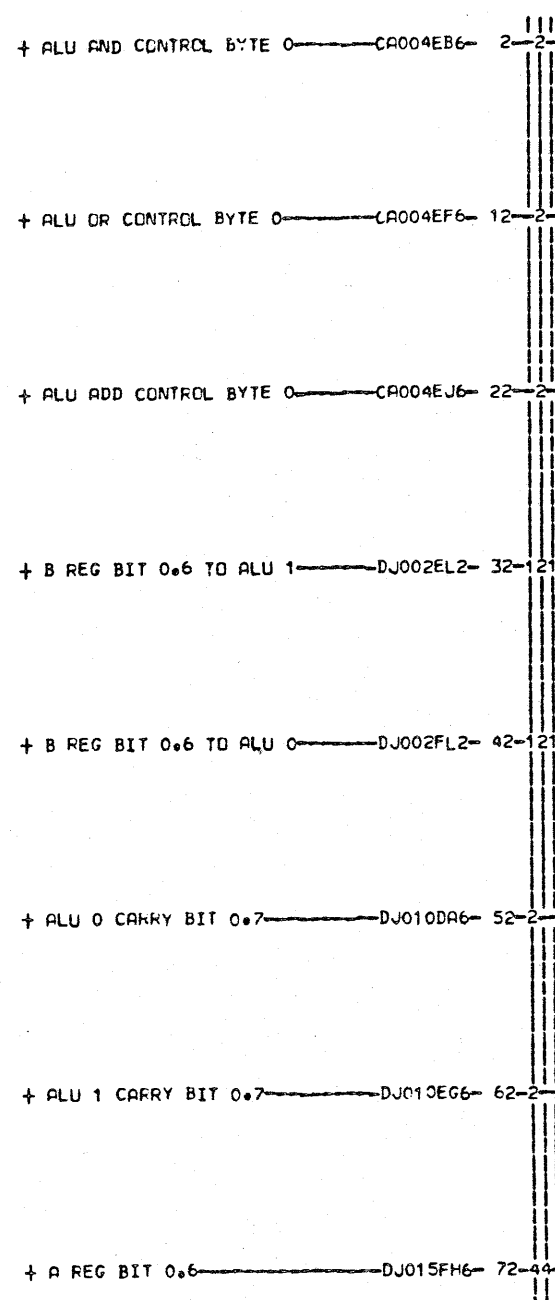 + ALU AND CONTROL BYTE 0 CA004EB6- 2--2-
+ ALU OR CONTROL BYTE 0 CA004EF6- 12--2-
+ ALU ADD CONTROL BYTE 0 CA004EJ6- 22--2-
+ B REG BIT 0.6 TO ALU 1 DJ002EL2- 32-121
+ B REG BIT 0.6 TO ALU 0 DJ002FL2- 42-121
+ ALU 0 CARRY BIT 0.7 DJ010DA6- 52-2-
+ ALU 1 CARRY BIT 0.7 DJ010EG6- 62-2-
+ A REG BIT 0.6 DJ015FH6- 72-44